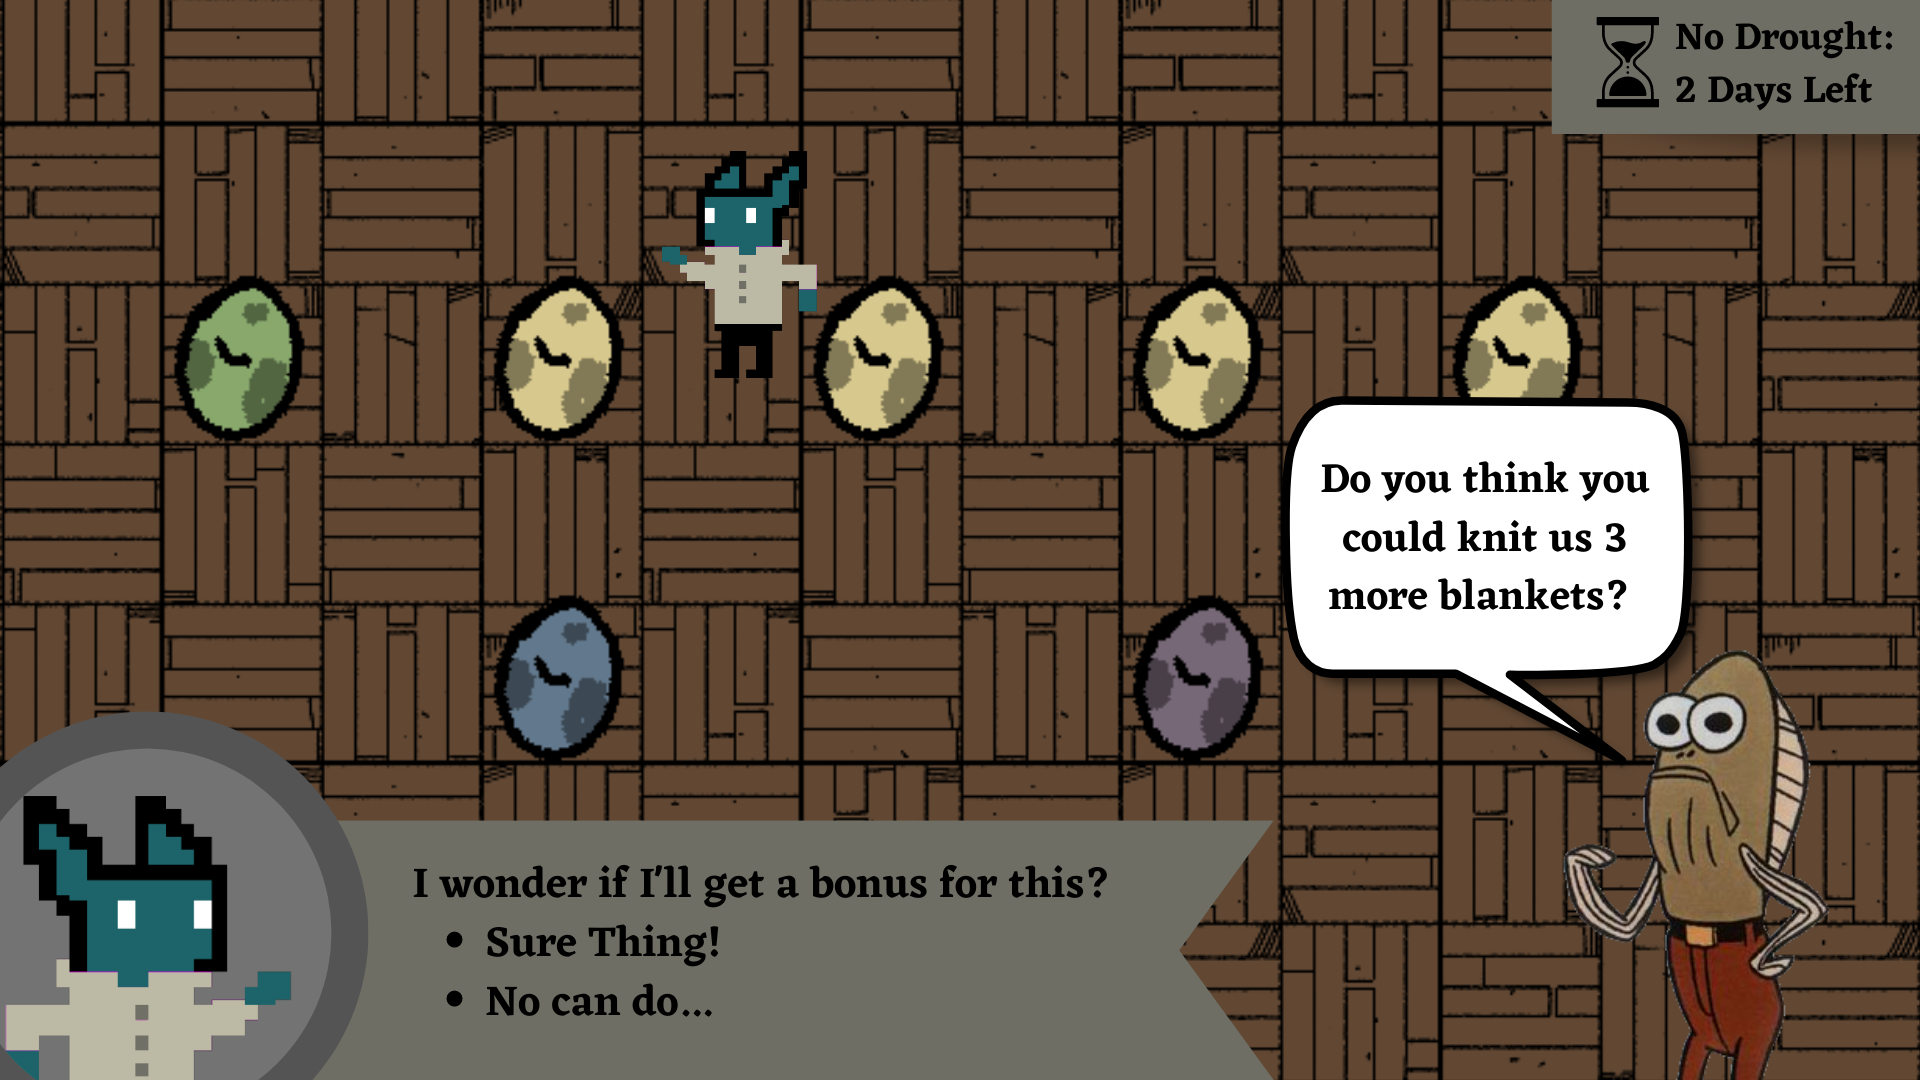 No Drought:
2 Days Left
Do you think you
could knit us 3
more blankets?
I wonder if I'll get a bonus for this?
• Sure Thing!
• No can do...